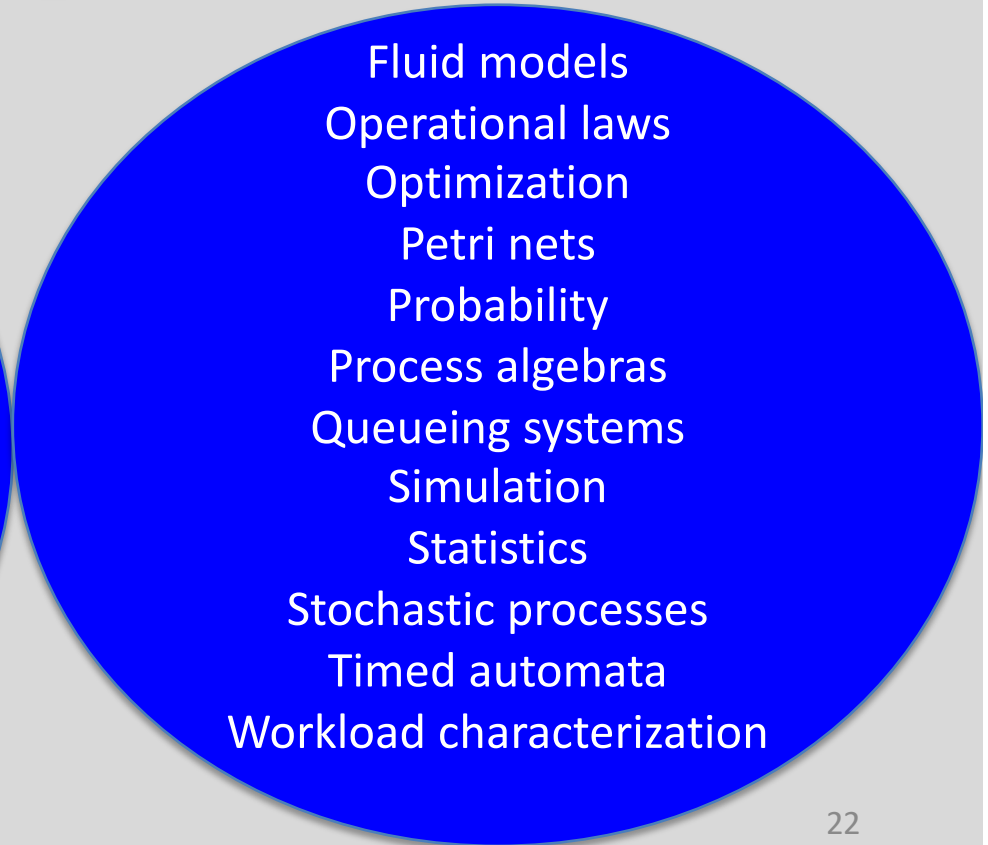 Fluid models
Operational laws
Optimization
Petri nets
Probability
Process algebras
Queueing systems
Simulation
Statistics
Stochastic processes
Timed automata
Workload characterization
22